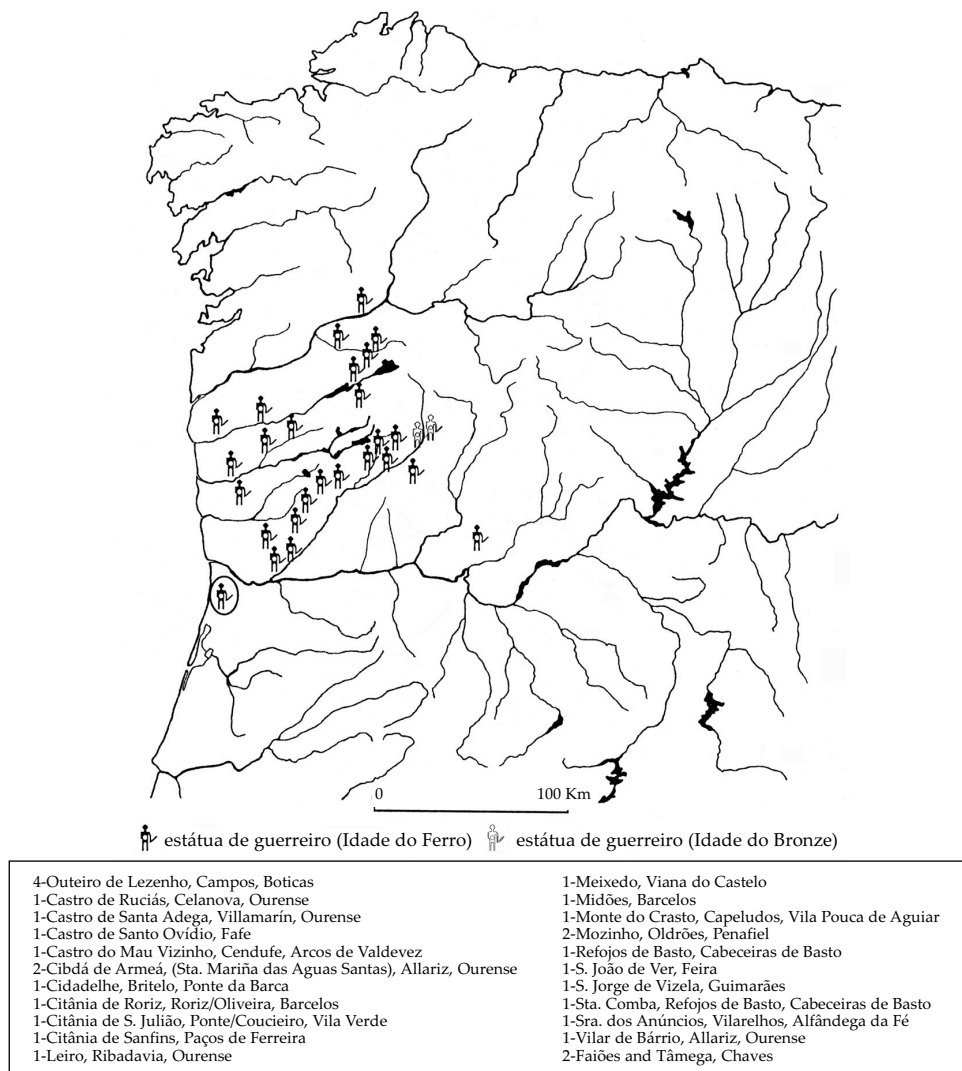 0 100 Km
estátua de guerreiro (Idade do Ferro) estátua de guerreiro (Idade do Bronze)
4-Outeiro de Lezenho, Campos, Boticas
1-Castro de Ruciás, Celanova, Ourense
1-Castro de Santa Adega, Villamarín, Ourense
1-Castro de Santo Ovídio, Fafe
1-Castro do Mau Vizinho, Cendufe, Arcos de Valdevez
2-Cibdá de Armeá, (Sta. Mariña das Aguas Santas), Allariz, Ourense
1-Cidadelhe, Britelo, Ponte da Barca
1-Citânia de Roriz, Roriz/Oliveira, Barcelos
1-Citânia de S. Julião, Ponte/Coucieiro, Vila Verde
1-Citânia de Sanfins, Paços de Ferreira
1-Leiro, Ribadavia, Ourense
1-Meixedo, Viana do Castelo
1-Midões, Barcelos
1-Monte do Crasto, Capeludos, Vila Pouca de Aguiar
2-Mozinho, Oldrões, Penafiel
1-Refojos de Basto, Cabeceiras de Basto
1-S. João de Ver, Feira
1-S. Jorge de Vizela, Guimarães
1-Sta. Comba, Refojos de Basto, Cabeceiras de Basto
1-Sra. dos Anúncios, Vilarelhos, Alfândega da Fé
1-Vilar de Bárrio, Allariz, Ourense
2-Faiões and Tâmega, Chaves